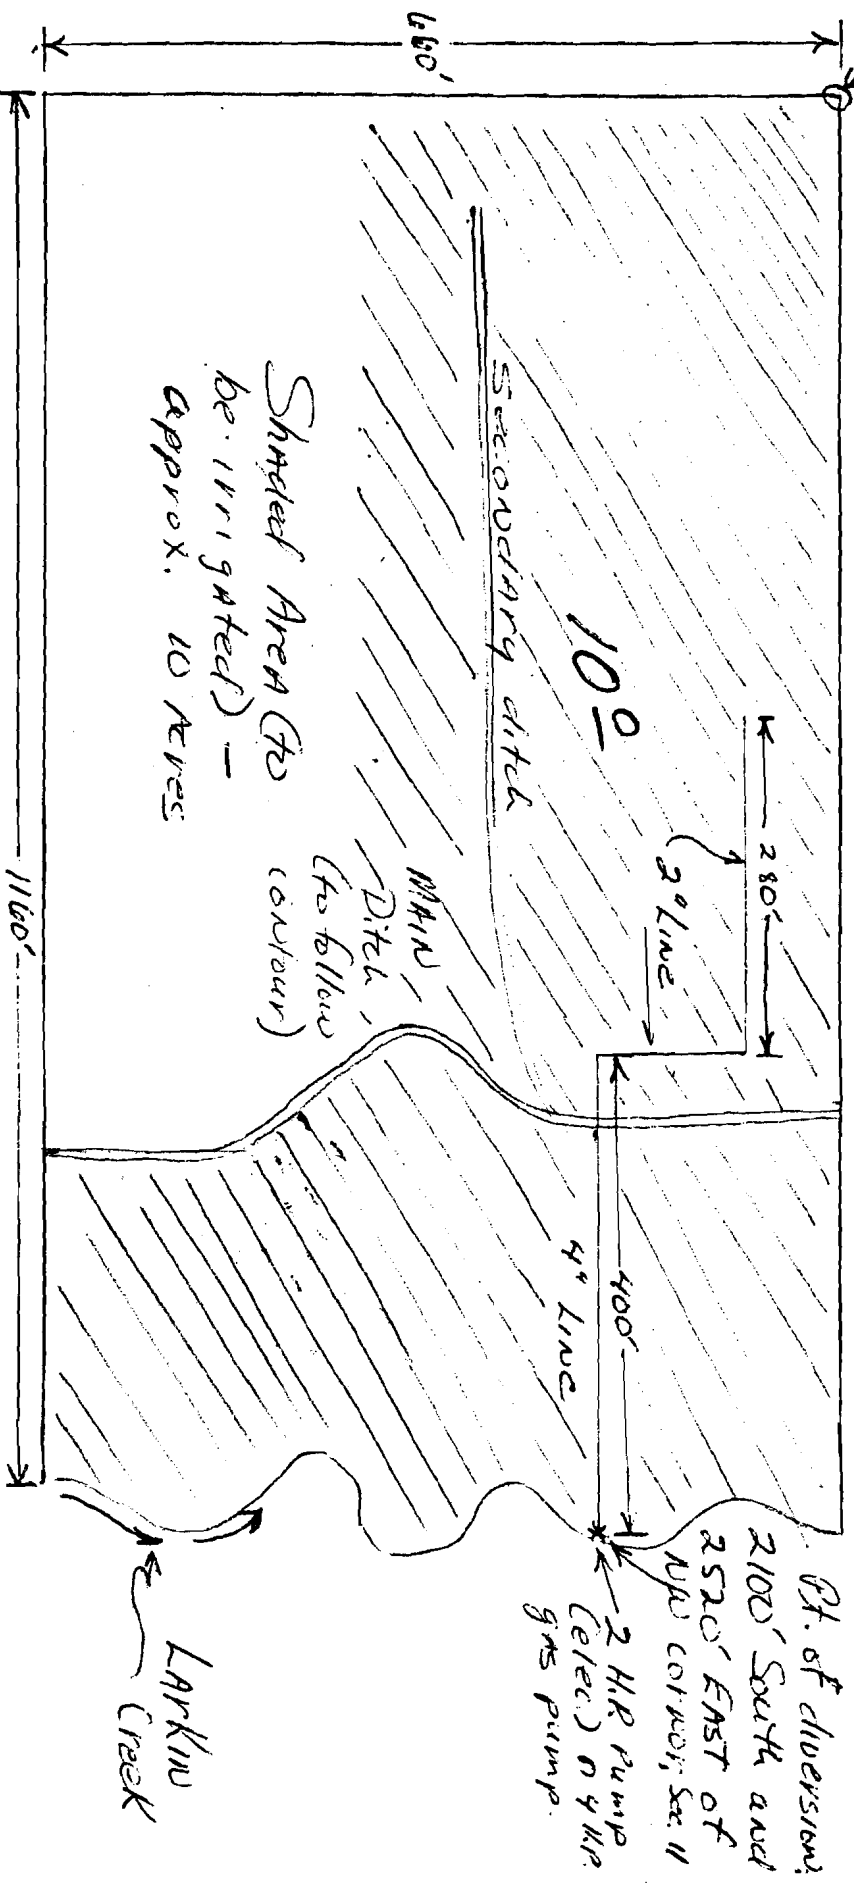 660'
1160'
Secondary ditch
10º
Shaded Area (to
be irrigated) -
approx. 10 Acres
MAIN
Ditch
(to follow
contour)
280'
2" LINE
400'
4" LINE
Pt. of diversion:
2100' South and
2520' EAST of
NW corner, Sec. 11
2 H.P. Pump
(elec.) or 4 H.P.
gas pump.
LARKIN
Creek